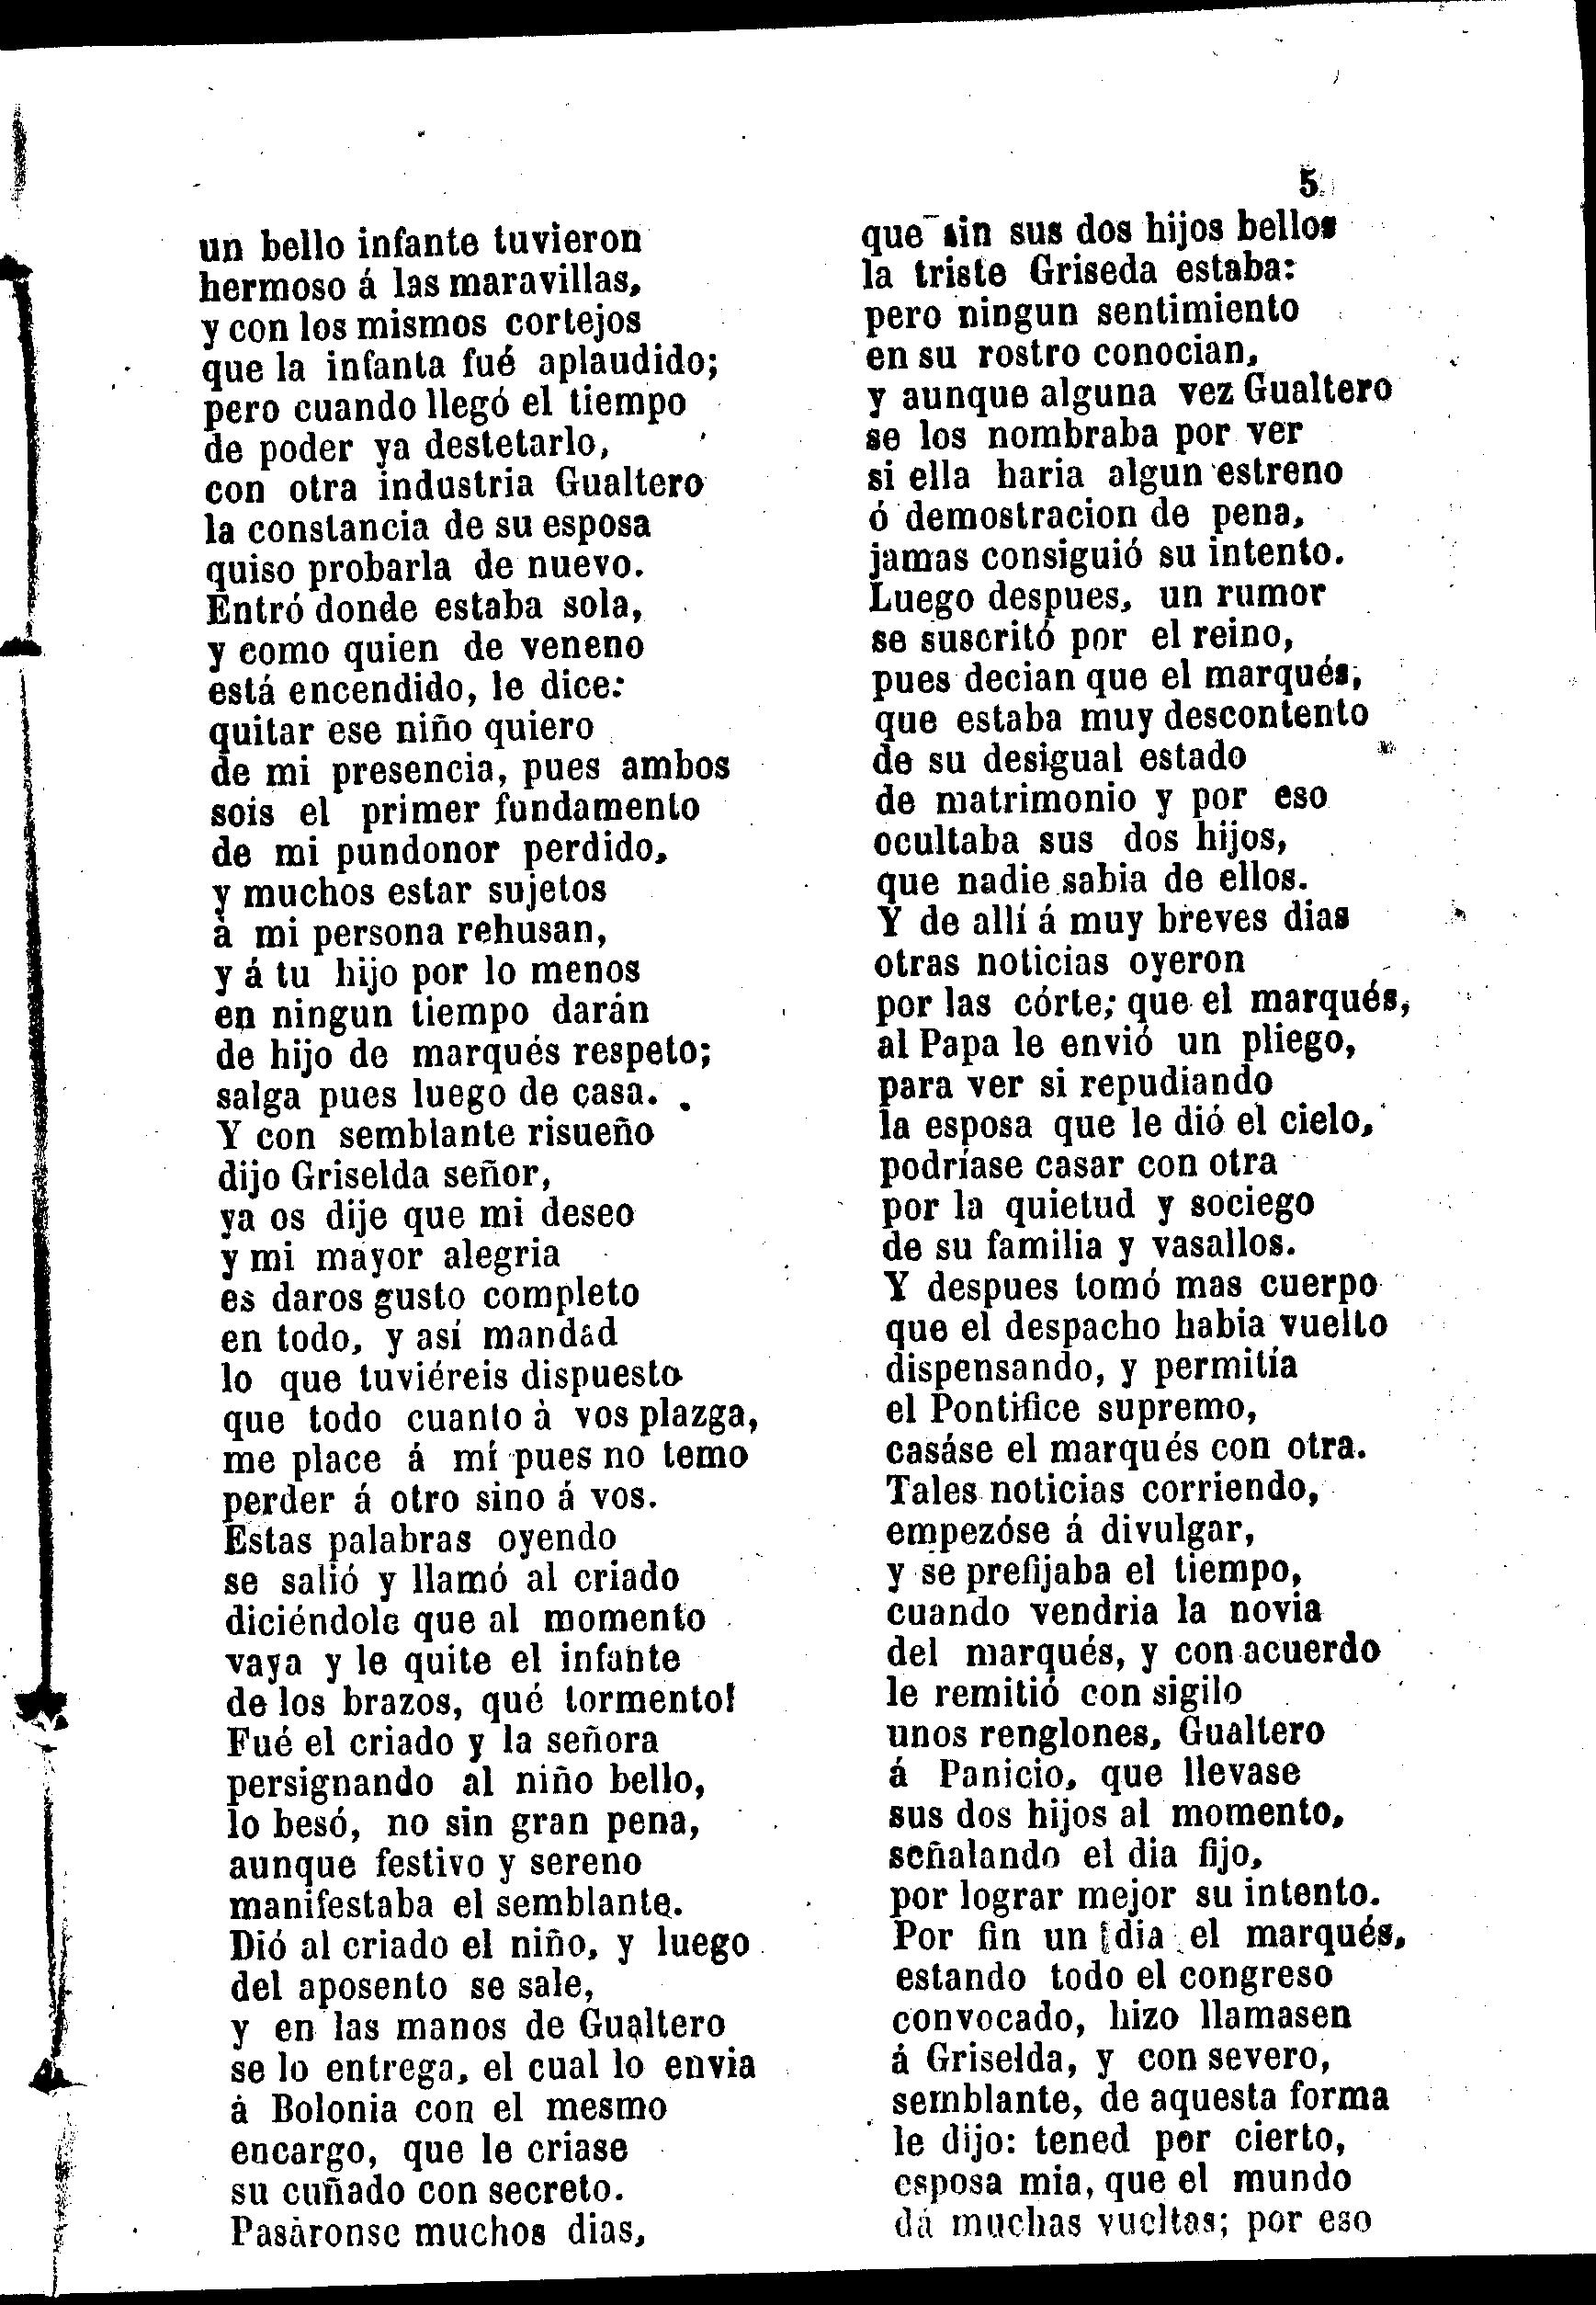 5
un bello infante tuvieron
hermoso á las maravillas,
y con los mismos cortejos
que la infanta fué aplaudido;
pero cuando llegó el tiempo
de poder ya destetarlo,
con otra industria Gualtero
la constancia de su esposa
quiso probarla de nuevo.
Entró donde estaba sola,
y como quien de veneno
está encendido, le dice:
quitar ese niño quiero
de mi presencia, pues ambos
sois el primer fundamento
de mi pundonor perdido,
y muchos estar sujetos
à mi persona rehusan,
y á tu hijo por lo menos
en ningun tiempo darán
de hijo de marqués respeto;
salga pues luego de casa.
Y con semblante risueño
dijo Griselda señor,
ya os dije que mi deseo
y mi mayor alegria
es daros gusto completo
en todo, y así mandad
lo que tuviéreis dispuesto
que todo cuanto à vos plazga,
me place á mí pues no temo
perder á otro sino á vos.
Estas palabras oyendo
se salió y llamó al criado
diciéndole que al momento
vaya y le quite el infante
de los brazos, qué tormento!
Fué el criado y la señora
persignando al niño bello,
lo besó, no sin gran pena,
aunque festivo y sereno
manifestaba el semblante.
Dió al criado el niño, y luego
del aposento se sale,
y en las manos de Gualtero
se lo entrega, el cual lo envia
à Bolonia con el mesmo
encargo, que le criase
su cuñado con secreto.
Pasàronse muchos dias,
que sin sus dos hijos bellos
la triste Griseda estaba:
pero ningun sentimiento
en su rostro conocian,
y aunque alguna vez Gualtero
se los nombraba por ver
si ella haria algun estreno
ó demostracion de pena,
jamas consiguió su intento.
Luego despues, un rumor
se suscritó por el reino,
pues decian que el marqués,
que estaba muy descontento
de su desigual estado
de matrimonio y por eso
ocultaba sus dos hijos,
que nadie sabia de ellos.
Y de allí á muy breves dias
otras noticias oyeron
por las córte; que el marqués,
al Papa le envió un pliego,
para ver si repudiando
la esposa que le dió el cielo,
podríase casar con otra
por la quietud y sociego
de su familia y vasallos.
Y despues tomó mas cuerpo
que el despacho habia vuelto
dispensando, y permitía
el Pontifice supremo,
casáse el marqués con otra.
Tales noticias corriendo,
empezóse á divulgar,
y se prefijaba el tiempo,
cuando vendria la novia
del marqués, y con acuerdo
le remitió con sigilo
unos renglones, Gualtero
á Panicio, que llevase
sus dos hijos al momento,
señalando el dia fijo,
por lograr mejor su intento.
Por fin un dia el marqués,
estando todo el congreso
convocado, hizo llamasen
á Griselda, y con severo,
semblante, de aquesta forma
le dijo: tened por cierto,
esposa mia, que el mundo
dá muchas vueltas; por eso